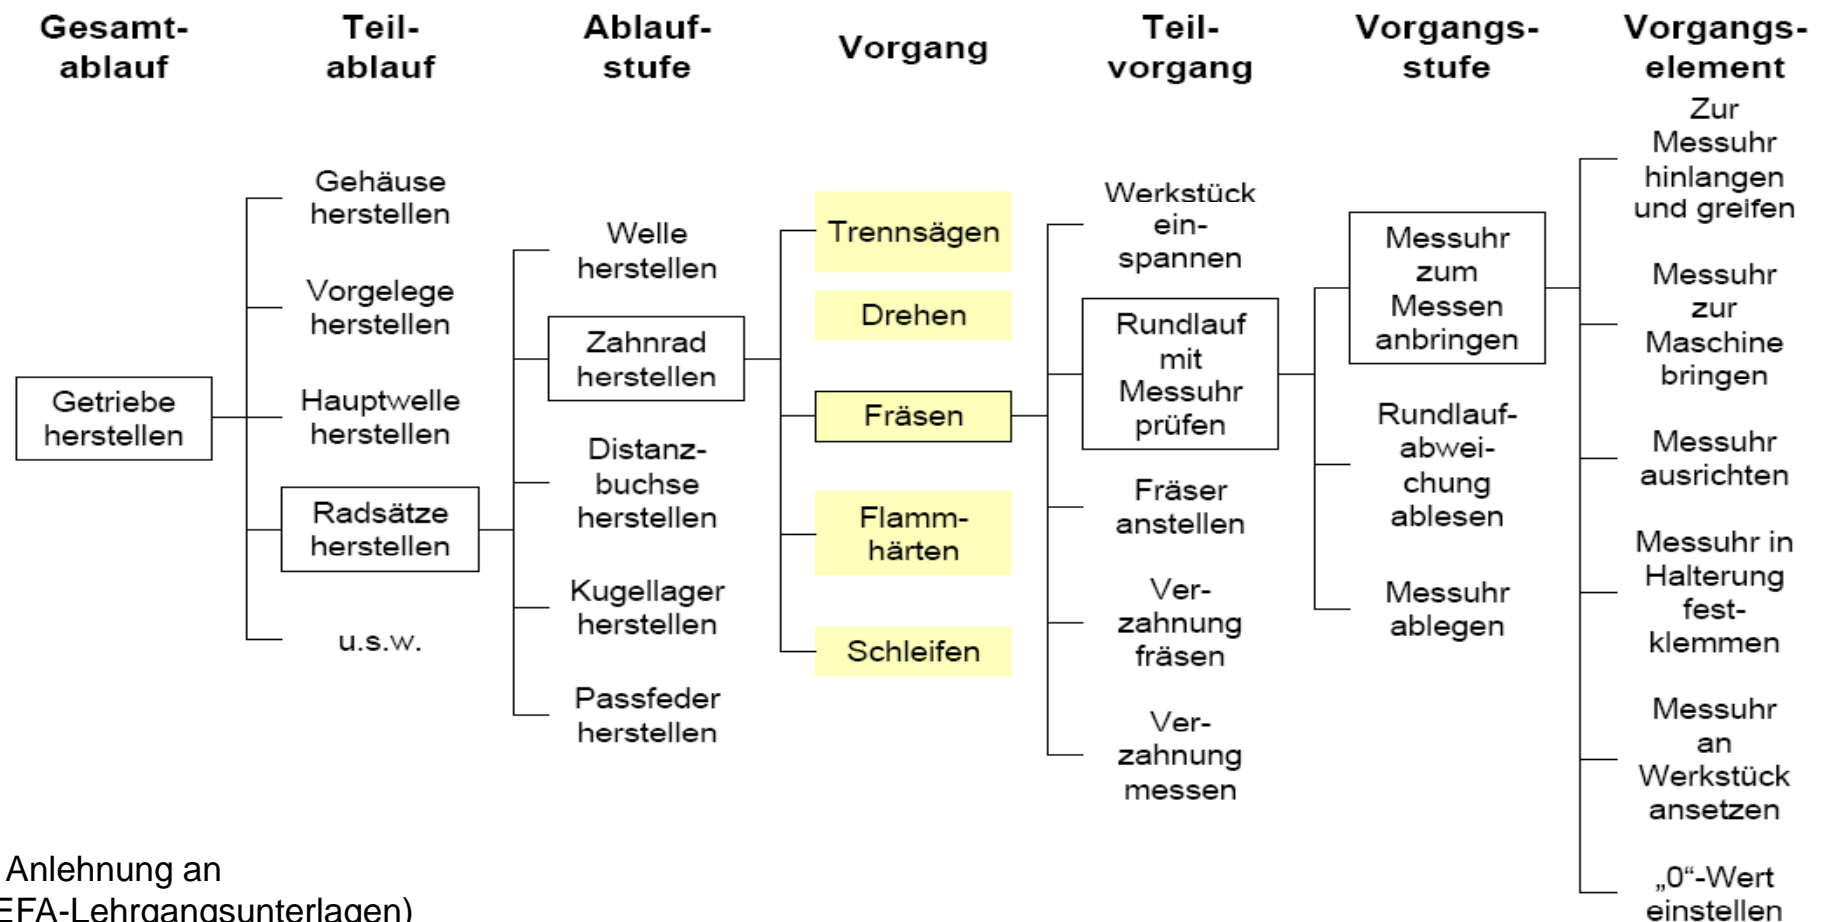 Gesamt-
ablauf
Teil-
ablauf
Ablauf-
stufe
Vorgang
Teil-
vorgang
Vorgangs-
stufe
Vorgangs-
element
Getriebe
herstellen
Gehäuse
herstellen
Vorgelege
herstellen
Hauptwelle
herstellen
Radsätze
herstellen
u.s.w.
Welle
herstellen
Zahnrad
herstellen
Distanz-
buchse
herstellen
Kugellager
herstellen
Passfeder
herstellen
Trennsägen
Drehen
Fräsen
Flamm-
härten
Schleifen
Werkstück
ein-
spannen
Rundlauf
mit
Messuhr
prüfen
Fräser
anstellen
Ver-
zahnung
fräsen
Ver-
zahnung
messen
Messuhr
zum
Messen
anbringen
Rundlauf-
abwei-
chung
ablesen
Messuhr
ablegen
Zur
Messuhr
hinlangen
und greifen
Messuhr
zur
Maschine
bringen
Messuhr
ausrichten
Messuhr in
Halterung
fest-
klemmen
Messuhr
an
Werkstück
ansetzen
„0“-Wert
einstellen
Anlehnung an
EFA-Lehrgangsunterlagen)